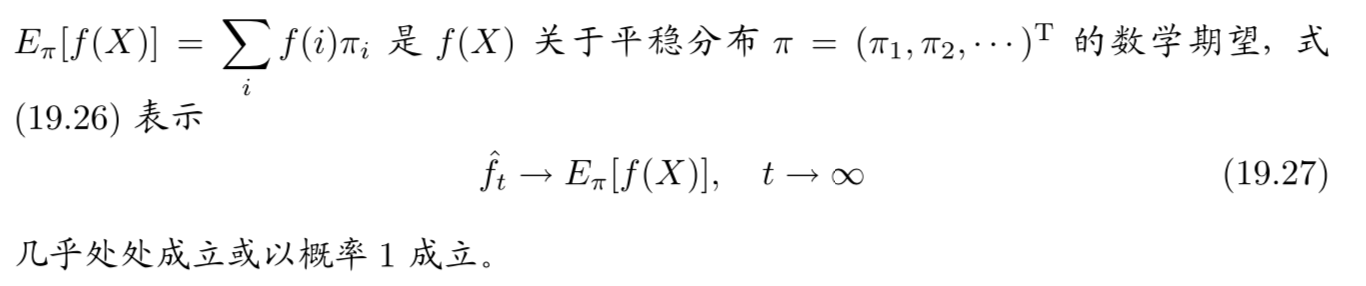 $E_\pi[f(X)] = \sum_i f(i)\pi_i$ 是 $f(X)$ 关于平稳分布 $\pi = (\pi_1, \pi_2, \cdots)^{\mathrm{T}}$ 的数学期望，式
(19.26) 表示
$\hat{f}_t \to E_\pi[f(X)], \quad t \to \infty$ (19.27)
几乎处处成立或以概率 1 成立。